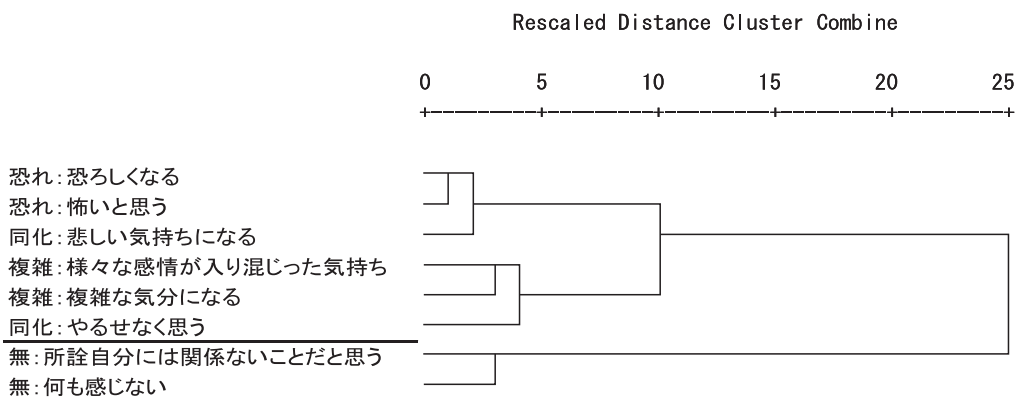 Rescaled Distance Cluster Combine
0 5 10 15 20 25
恐れ：恐ろしくなる
恐れ：怖いと思う
同化：悲しい気持ちになる
複雑：様々な感情が入り混じった気持ち
複雑：複雑な気分になる
同化：やるせなく思う
無：所詮自分には関係ないことだと思う
無：何も感じない